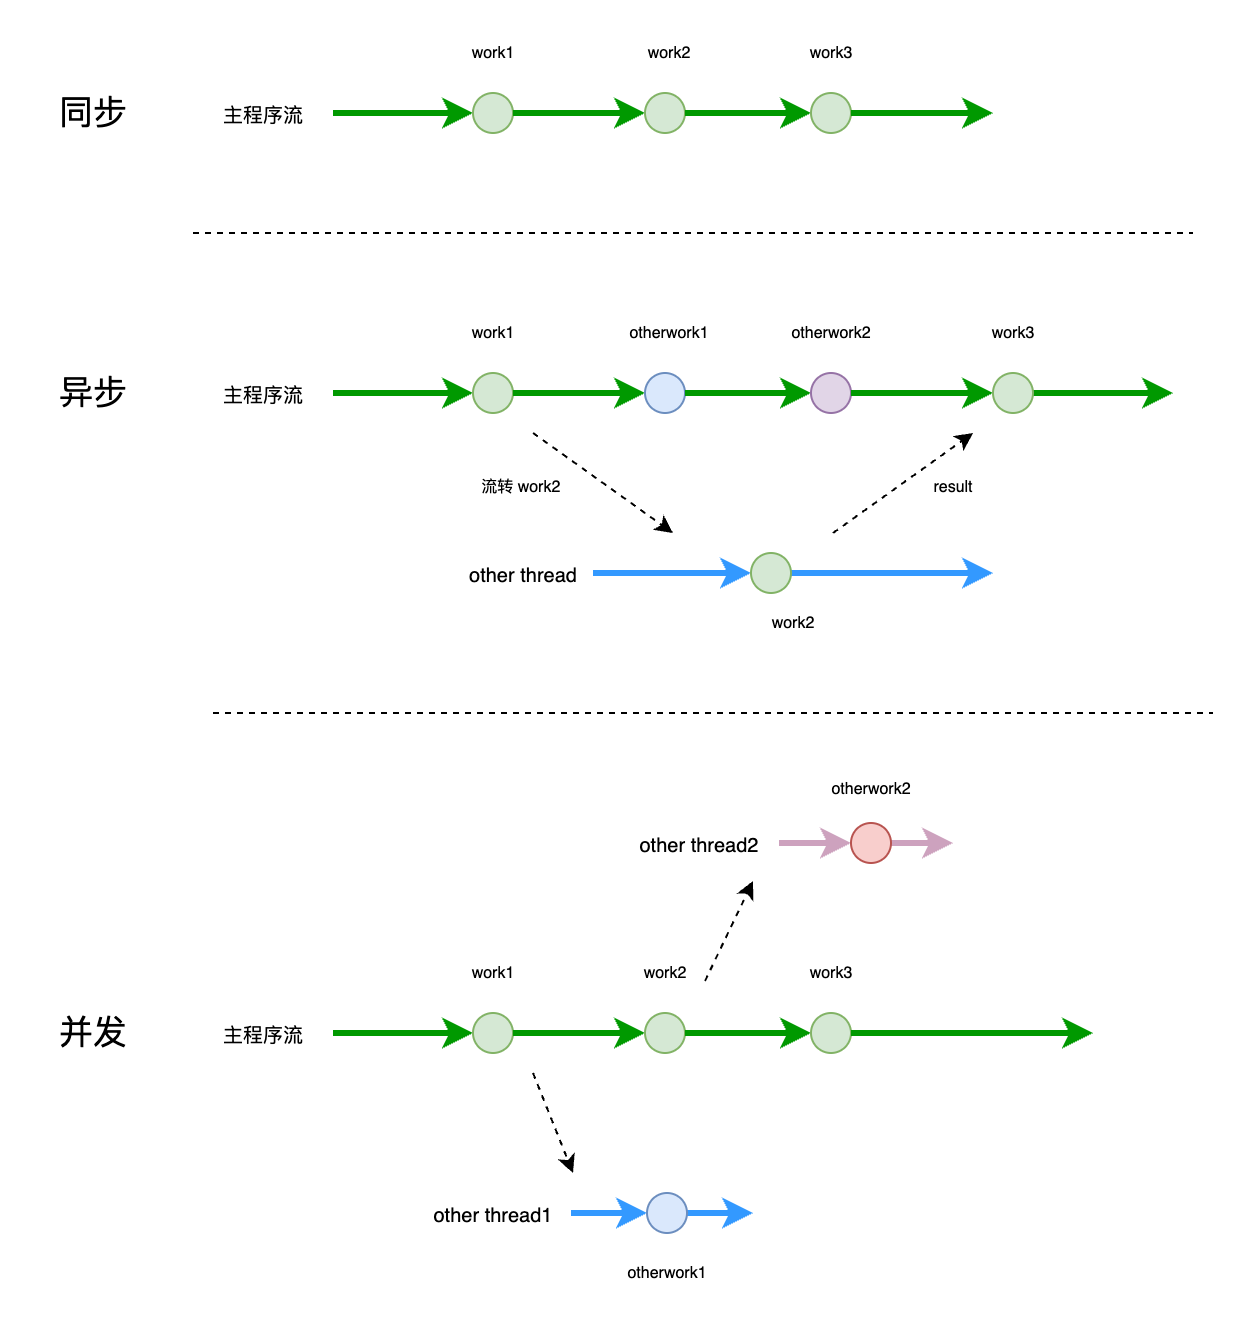 work1
work2
work3
同步
主程序流
work1
otherwork1
otherwork2
work3
异步
主程序流
流转 work2
result
other thread
work2
otherwork2
other thread2
work1
work2
work3
并发
主程序流
other thread1
otherwork1